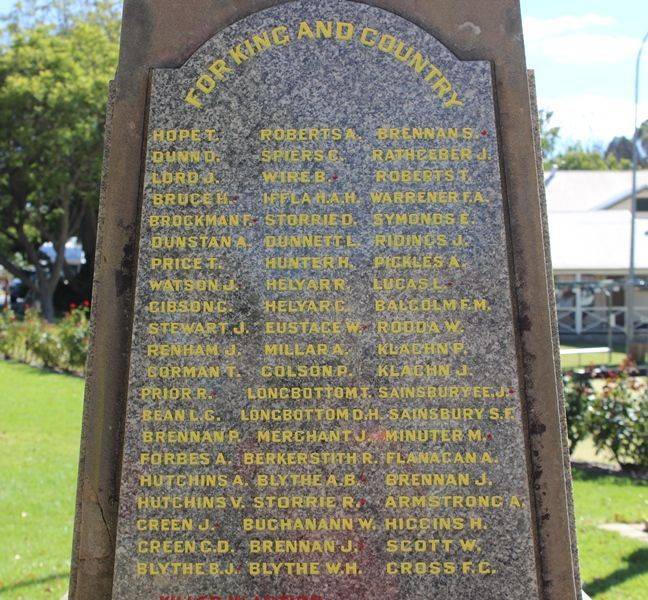 FOR KING AND COUNTRY
HOPE T. ROBERTS A. BRENNAN S.
DUNN D. SPIERS C. RATHGEBER J.
LORD J. WIRE B. ROBERTS T.
BRUCE H. IFFLA H.A.H. WARRENER F.A.
BROCKMAN F. STORRIE D. SYMONDS E.
DUNSTAN A. DUNNETT L. RIDINGS J.
PRICE T. HUNTER H. PICKLES A.
WATSON J. HELYAR R. LUCAS L.
GIBSON G. HELYAR C. BALCOLM F.M.
STEWART J. EUSTACE W. RODDA W.
RENHAM J. MILLAR A. KLAEHN P.
GORMAN T. COLSON P. KLAEHN J.
PRIOR R. LONGBOTTOM T. SAINSBURY E.E.J.
BEAN L.G. LONGBOTTOM D.H. SAINSBURY S.F.
BRENNAN P. MERCHANT J. MINUTER M.
FORBES A. BERKERSTITH R. FLANAGAN A.
HUTCHINS A. BLYTHE A.B. BRENNAN J.
HUTCHINS V. STORRIE R. ARMSTRONG A.
GREEN J. BUCHANANN W. HIGGINS H.
GREEN C.D. BRENNAN J. SCOTT W.
BLYTHE B.J. BLYTHE W.H. CROSS F.C.